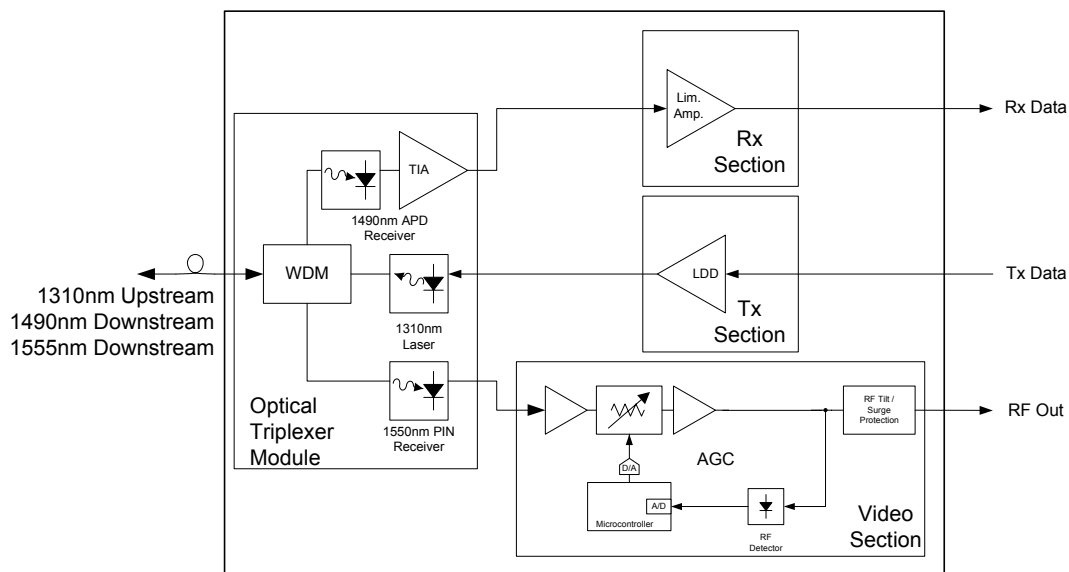 Lim.
Amp.
Rx
Section
Rx Data
TIA
1490nm APD
Receiver
WDM
1310nm Upstream
1490nm Downstream
1555nm Downstream
1310nm
Laser
LDD
Tx
Section
Tx Data
1550nm PIN
Receiver
Optical
Triplexer
Module
RF Tilt /
Surge
Protection
RF Out
AGC
D/A
A/D
Microcontroller
RF
Detector
Video
Section